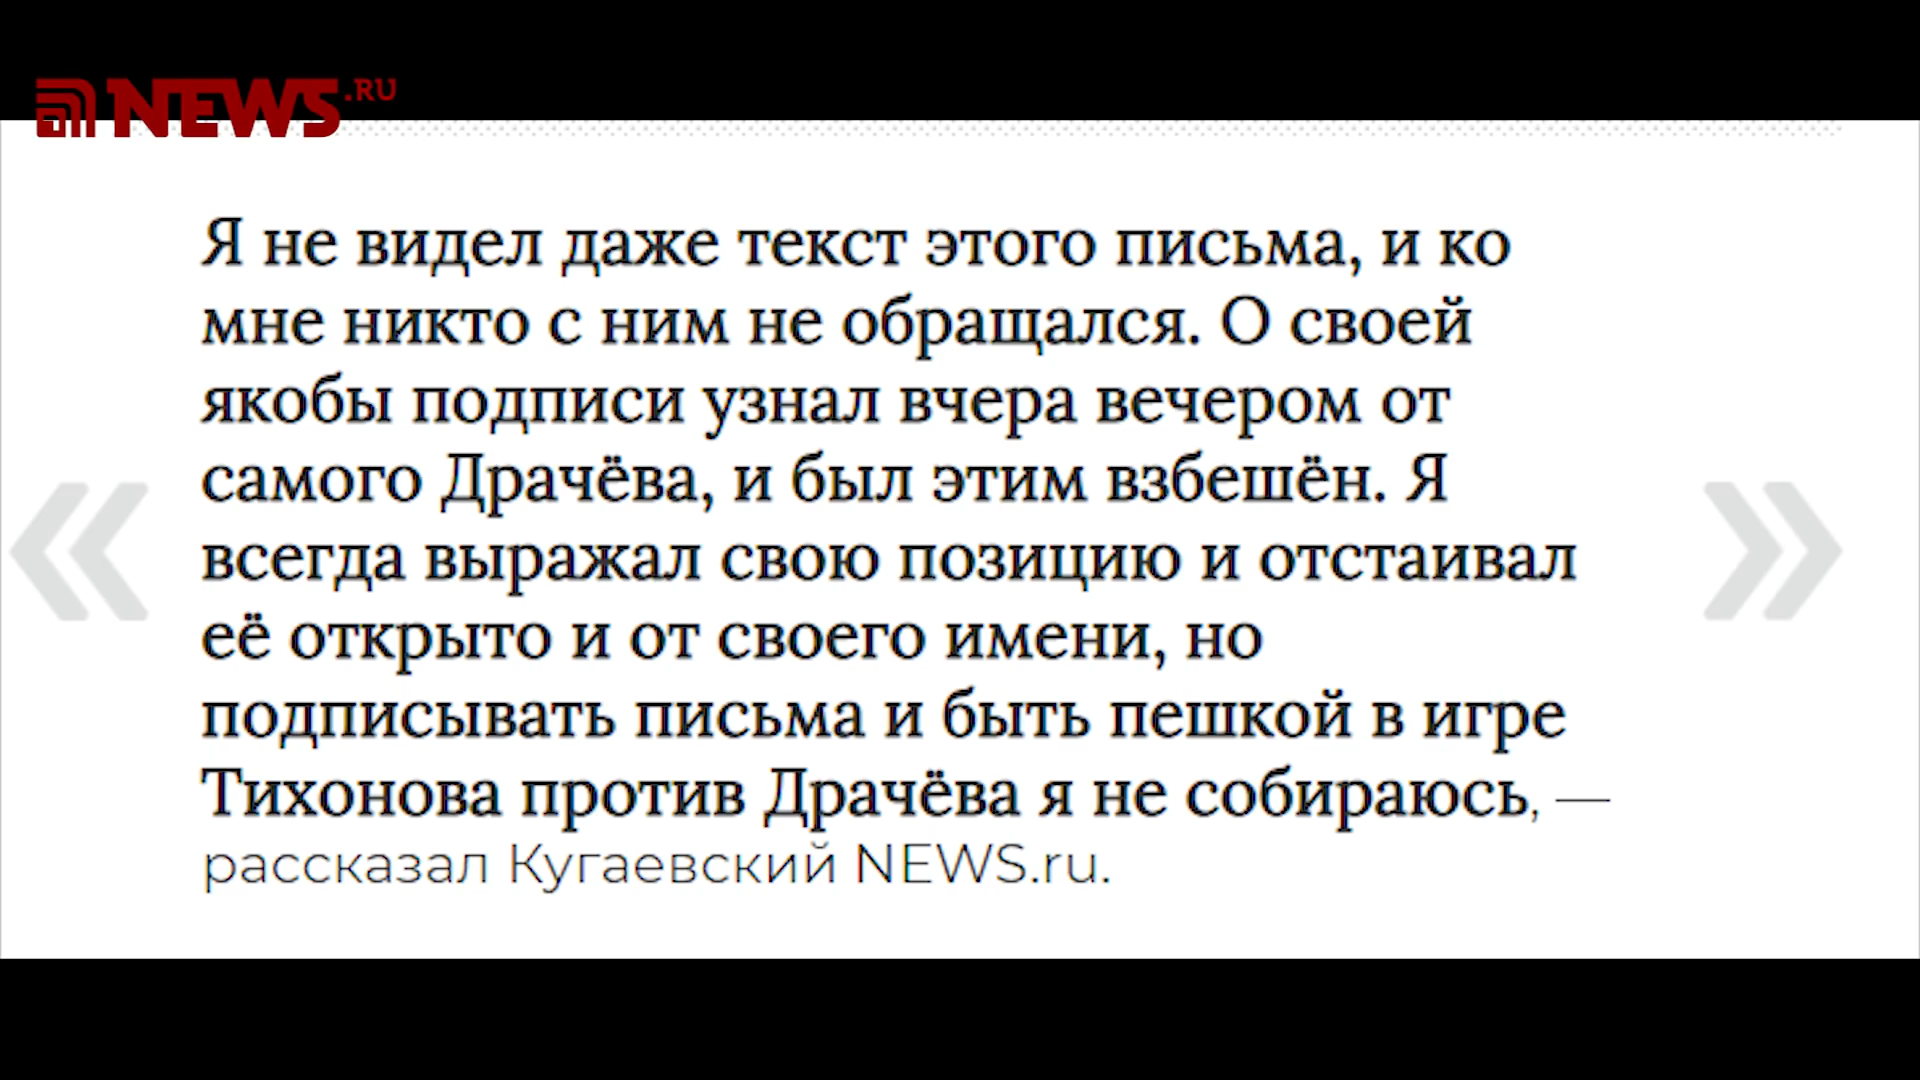 NEWS.RU
Я не видел даже текст этого письма, и ко
мне никто с ним не обращался. О своей
якобы подписи узнал вчера вечером от
самого Драчёва, и был этим взбешён. Я
всегда выражал свою позицию и отстаивал
её открыто и от своего имени, но
подписывать письма и быть пешкой в игре
Тихонова против Драчёва я не собираюсь, —
рассказал Кугаевский NEWS.ru.